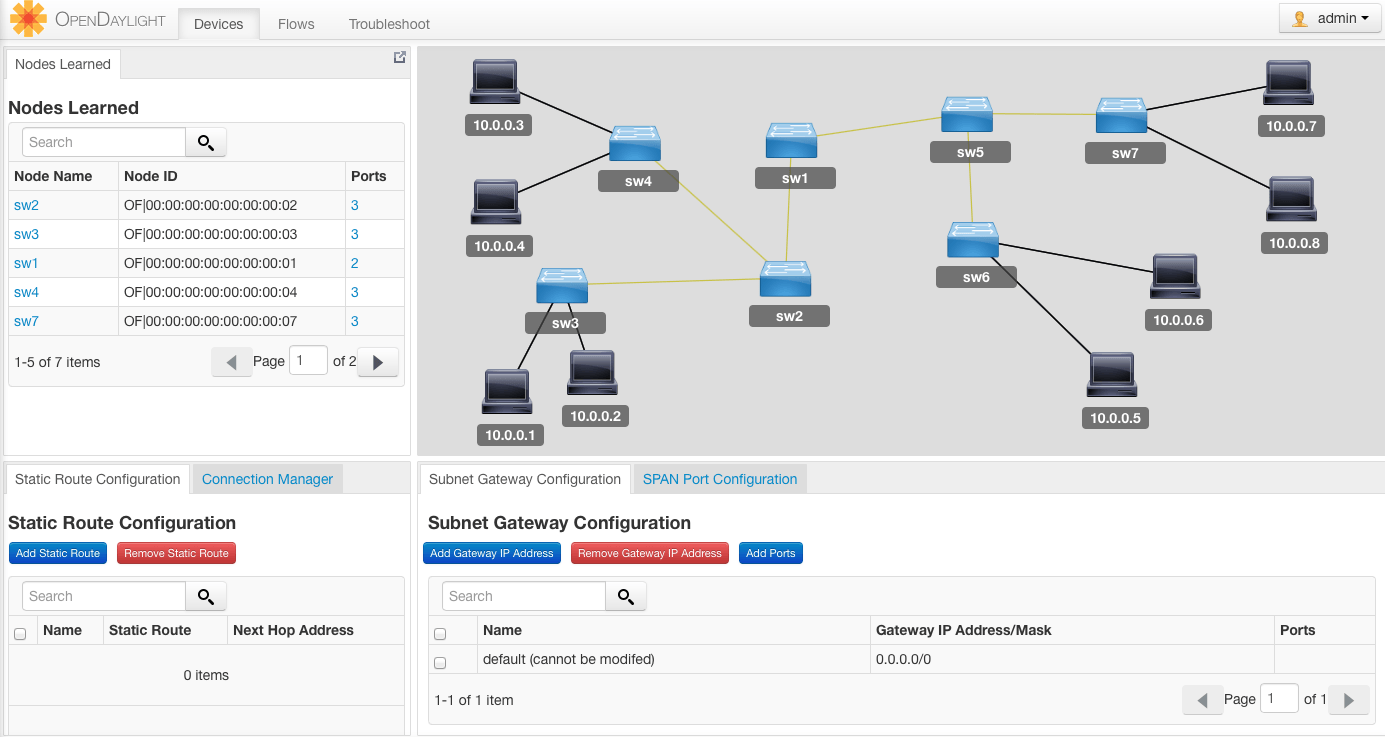 OPENDAYLIGHT
Devices
Flows
Troubleshoot
admin
Nodes Learned
Nodes Learned
Search
Node Name Node ID Ports
sw2 OF|00:00:00:00:00:00:00:02 3
sw3 OF|00:00:00:00:00:00:00:03 3
sw1 OF|00:00:00:00:00:00:00:01 2
sw4 OF|00:00:00:00:00:00:00:04 3
sw7 OF|00:00:00:00:00:00:00:07 3
1-5 of 7 items Page 1 of 2
10.0.0.3
sw4
10.0.0.4
sw3
10.0.0.1
10.0.0.2
sw1
sw2
sw5
sw7
10.0.0.7
10.0.0.8
sw6
10.0.0.6
10.0.0.5
Static Route Configuration
Connection Manager
Static Route Configuration
Add Static Route
Remove Static Route
Search
Name Static Route Next Hop Address
0 items
Subnet Gateway Configuration
SPAN Port Configuration
Subnet Gateway Configuration
Add Gateway IP Address
Remove Gateway IP Address
Add Ports
Search
Name Gateway IP Address/Mask Ports
default (cannot be modifed) 0.0.0.0/0
1-1 of 1 item Page 1 of 1